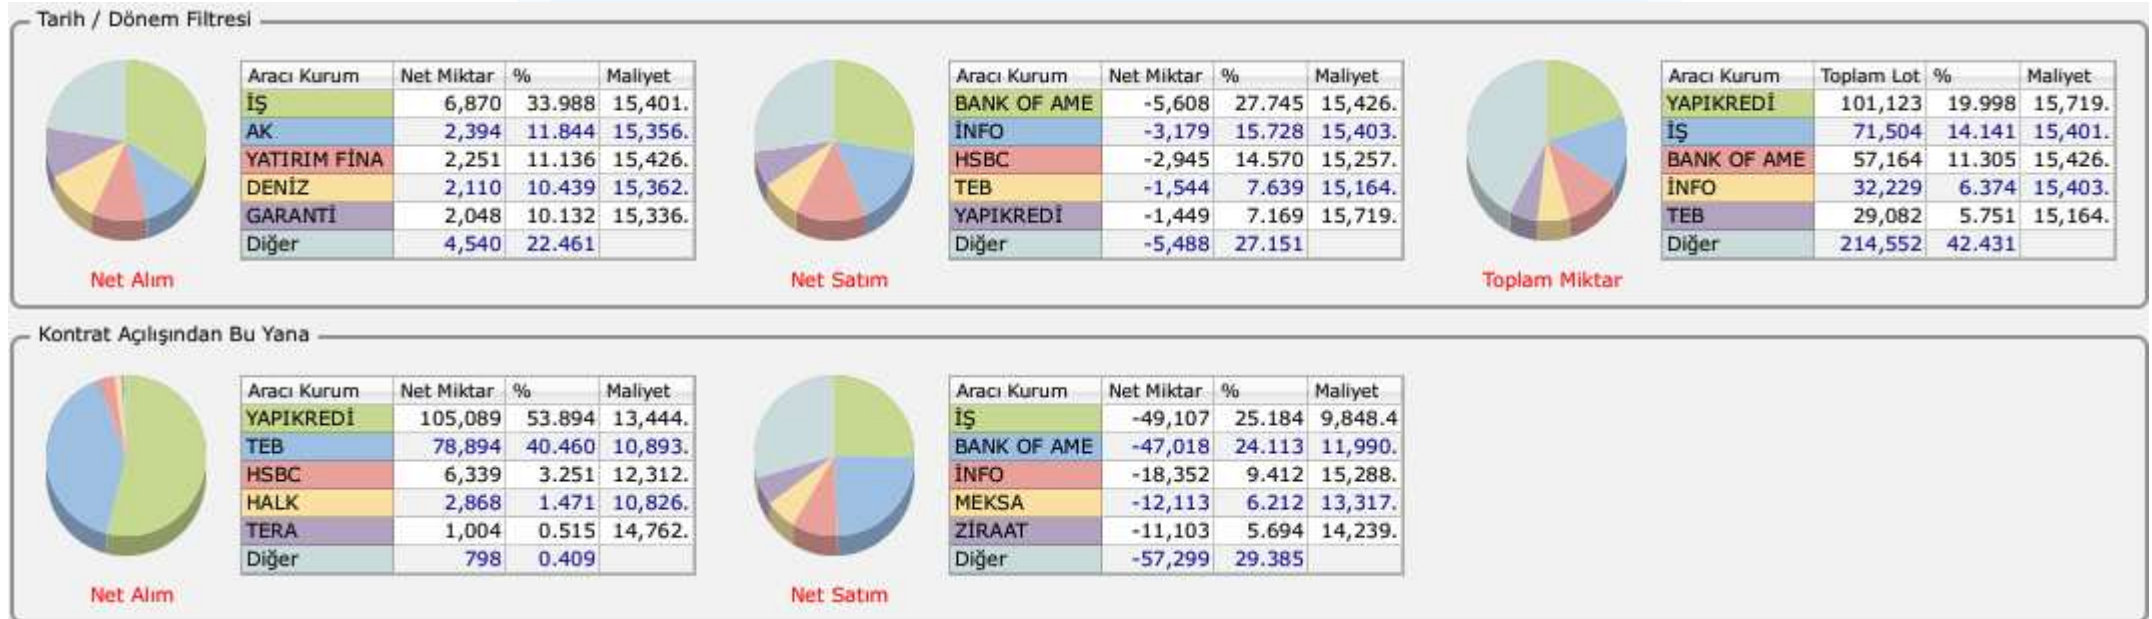 Tarih / Dönem Filtresi
Aracı Kurum Net Miktar % Maliyet
İŞ 6,870 33.988 15,401.
AK 2,394 11.844 15,356.
YATIRIM FİNA 2,251 11.136 15,426.
DENİZ 2,110 10.439 15,362.
GARANTİ 2,048 10.132 15,336.
Diğer 4,540 22.461
Net Alım
Aracı Kurum Net Miktar % Maliyet
BANK OF AME -5,608 27.745 15,426.
İNFO -3,179 15.728 15,403.
HSBC -2,945 14.570 15,257.
TEB -1,544 7.639 15,164.
YAPIKREDİ -1,449 7.169 15,719.
Diğer -5,488 27.151
Net Satım
Aracı Kurum Toplam Lot % Maliyet
YAPIKREDİ 101,123 19.998 15,719.
İŞ 71,504 14.141 15,401.
BANK OF AME 57,164 11.305 15,426.
İNFO 32,229 6.374 15,403.
TEB 29,082 5.751 15,164.
Diğer 214,552 42.431
Toplam Miktar
Kontrat Açılışından Bu Yana
Aracı Kurum Net Miktar % Maliyet
YAPIKREDİ 105,089 53.894 13,444.
TEB 78,894 40.460 10,893.
HSBC 6,339 3.251 12,312.
HALK 2,868 1.471 10,826.
TERA 1,004 0.515 14,762.
Diğer 798 0.409
Net Alım
Aracı Kurum Net Miktar % Maliyet
İŞ -49,107 25.184 9,848.4
BANK OF AME -47,018 24.113 11,990.
İNFO -18,352 9.412 15,288.
MEKSA -12,113 6.212 13,317.
ZİRAAT -11,103 5.694 14,239.
Diğer -57,299 29.385
Net Satım